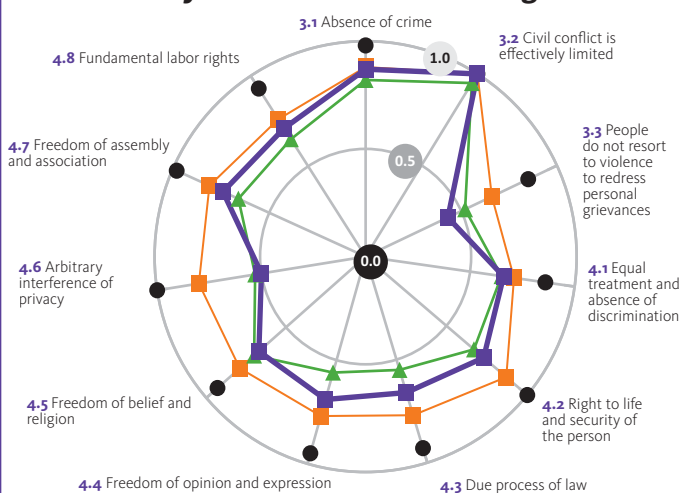 3.1 Absence of crime
3.2 Civil conflict is
effectively limited
4.8 Fundamental labor rights
1.0
3.3 People
do not resort
to violence
to redress
personal
grievances
4.7 Freedom of assembly
and association
0.5
0.0
4.6 Arbitrary
interference of
privacy
4.1 Equal
treatment and
absence of
discrimination
4.5 Freedom of belief and
religion
4.2 Right to life
and security of
the person
4.4 Freedom of opinion and expression
4.3 Due process of law